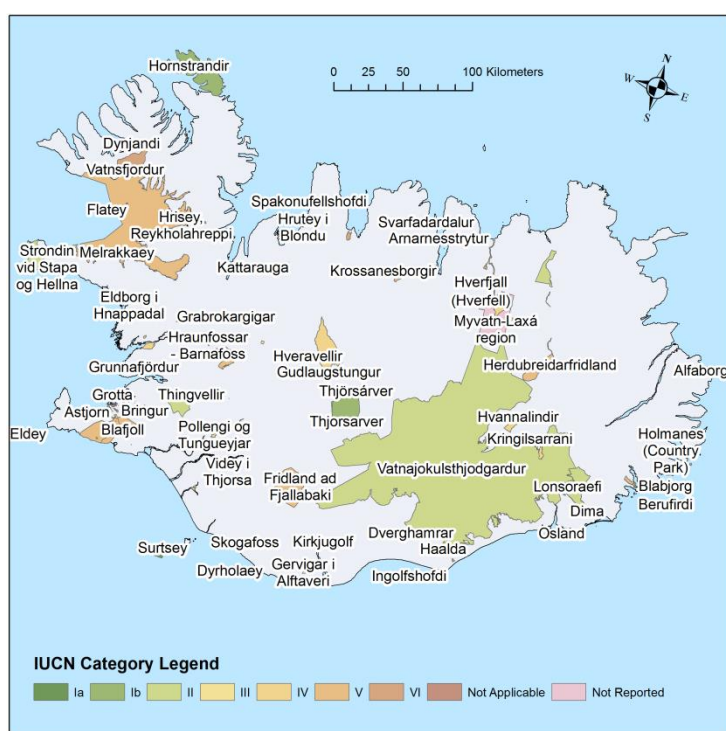 Hornstrandir
N
W
E
S
0 25 50 100 Kilometers
Dynjandi
Vatnsfjordur
Flatey
Hrisey,
Reykholahreppi
Spakonufellshofdi
Hrutey i
Blondu
Svarfadardalur
Arnarnesstrytur
Strondin
vid Stapa
og Hellna
Melrakkaey
Kattarauga
Krossanesborgir
Hverfjall
(Hverfell)
Myvatn-Laxá
region
Eldborg i
Hnappadal
Grabrokargigar
Hraunfossar
- Barnafoss
Hveravellir
Gudlaugstungur
Grunnafjördur
Herdubreidarfridland
Alfaborg
Thjörsárver
Thjorsarver
Grotta
Astjorn
Bringur
Thingvellir
Blafjoll
Eldey
Pollengi og
Tungueyjar
Hvannalindir
Kringilsarrani
Holmanes
(Country
Park)
Videy i
Thjorsa
Fridland ad
Fjallabaki
Vatnajokulsthjodgardur
Lonsoraefi
Blabjorg
Berufirdi
Dima
Surtsey
Skogafoss
Kirkjugolf
Dverghamrar
Haalda
Osland
Dyrholaey
Gervigar i
Alftaveri
Ingolfshofdi
IUCN Category Legend
Ia Ib II III IV V VI Not Applicable Not Reported